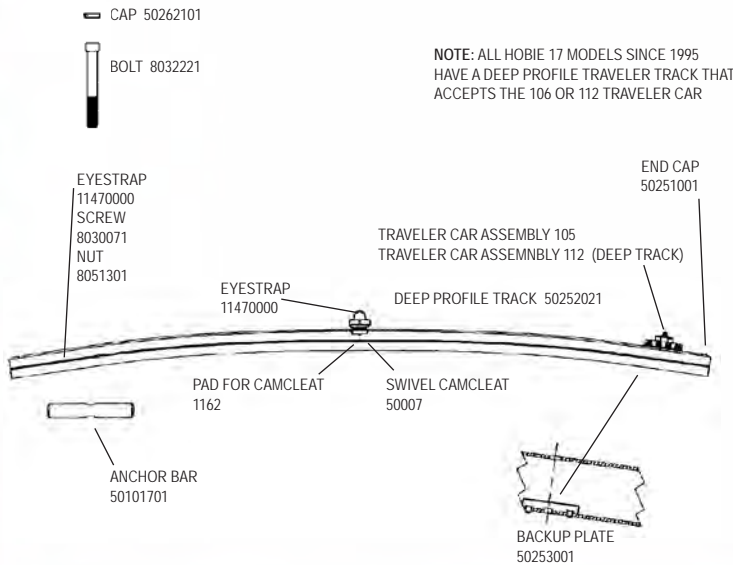 CAP 50262101
BOLT 8032221
NOTE: ALL HOBIE 17 MODELS SINCE 1995
HAVE A DEEP PROFILE TRAVELER TRACK THAT
ACCEPTS THE 106 OR 112 TRAVELER CAR
EYESTRAP
11470000
SCREW
8030071
NUT
8051301
END CAP
50251001
TRAVELER CAR ASSEMBLY 105
TRAVELER CAR ASSEMNBLY 112 (DEEP TRACK)
EYESTRAP
11470000
DEEP PROFILE TRACK 50252021
PAD FOR CAMCLEAT
1162
SWIVEL CAMCLEAT
50007
ANCHOR BAR
50101701
BACKUP PLATE
50253001